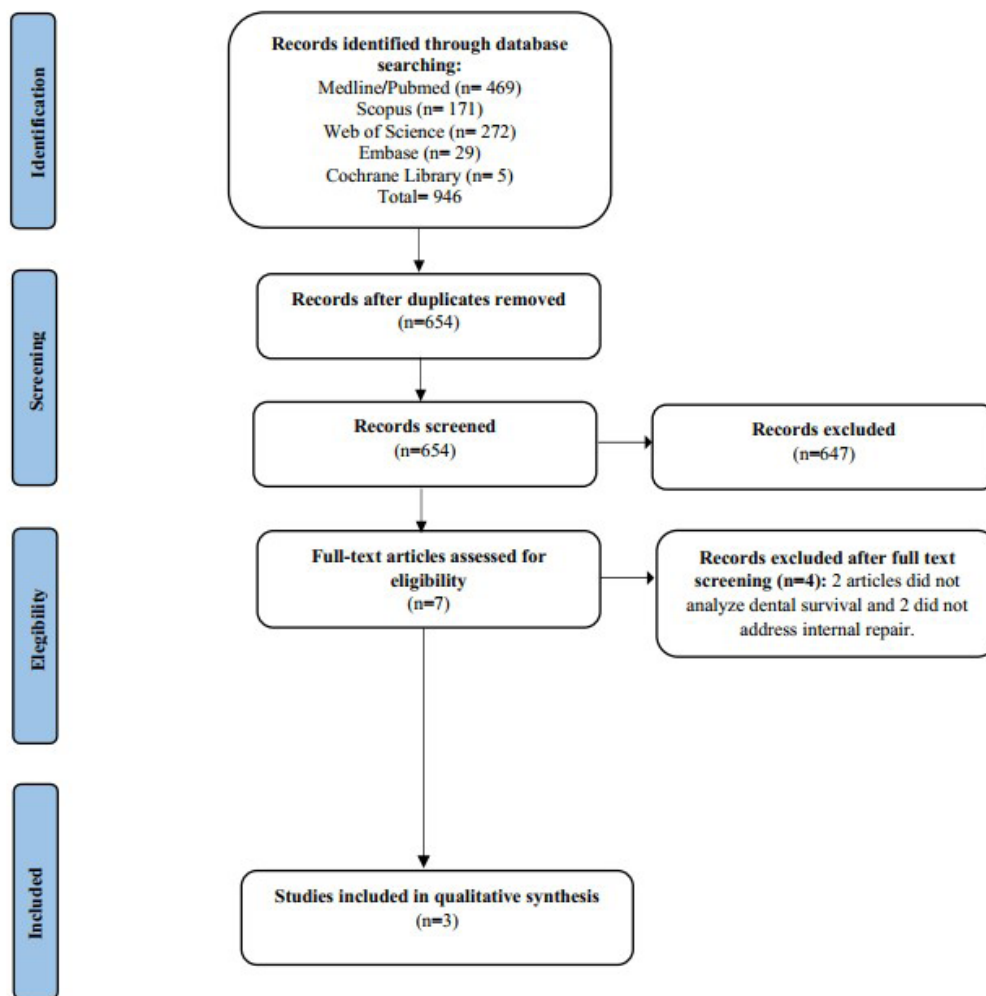 Identification
Records identified through database
searching:
Medline/Pubmed (n= 469)
Scopus (n= 171)
Web of Science (n= 272)
Embase (n= 29)
Cochrane Library (n= 5)
Total= 946
Screening
Records after duplicates removed
(n=654)
Records screened
(n=654)
Records excluded
(n=647)
Elegibility
Full-text articles assessed for
eligibility
(n=7)
Records excluded after full text
screening (n=4): 2 articles did not
analyze dental survival and 2 did not
address internal repair.
Included
Studies included in qualitative synthesis
(n=3)